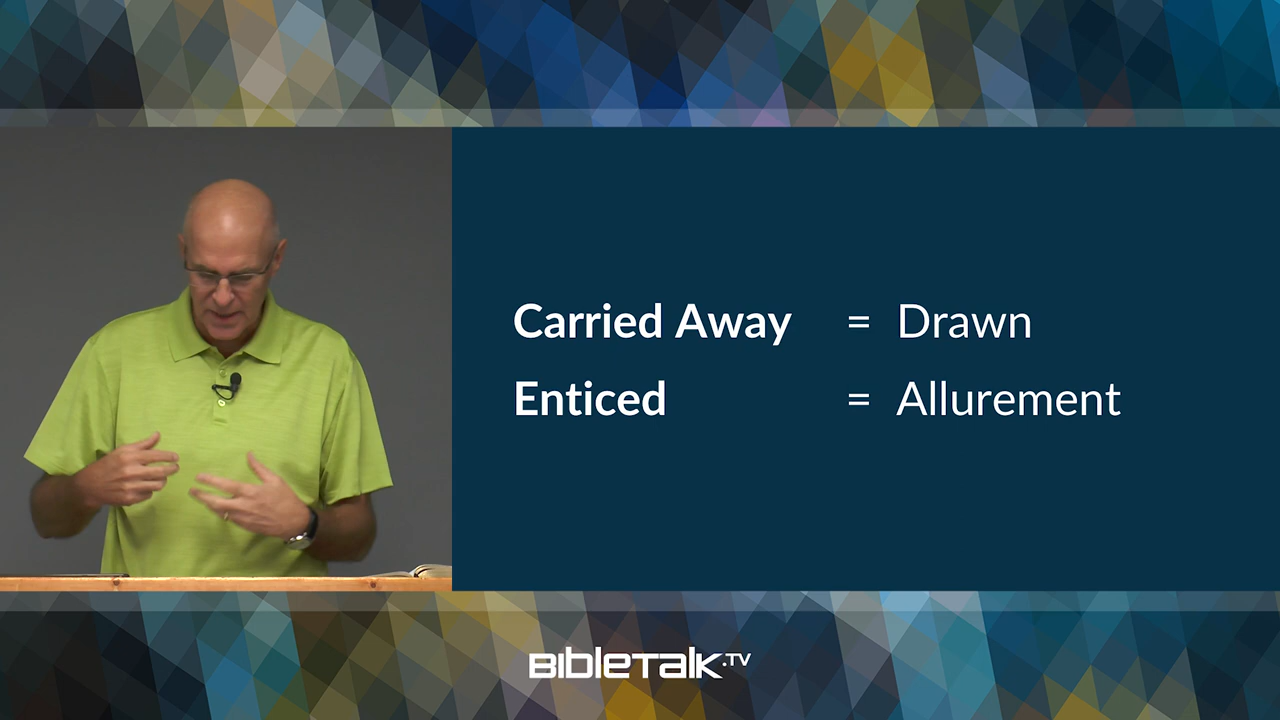 Carried Away = Drawn
Enticed = Allurement
BIBLETALK.TV